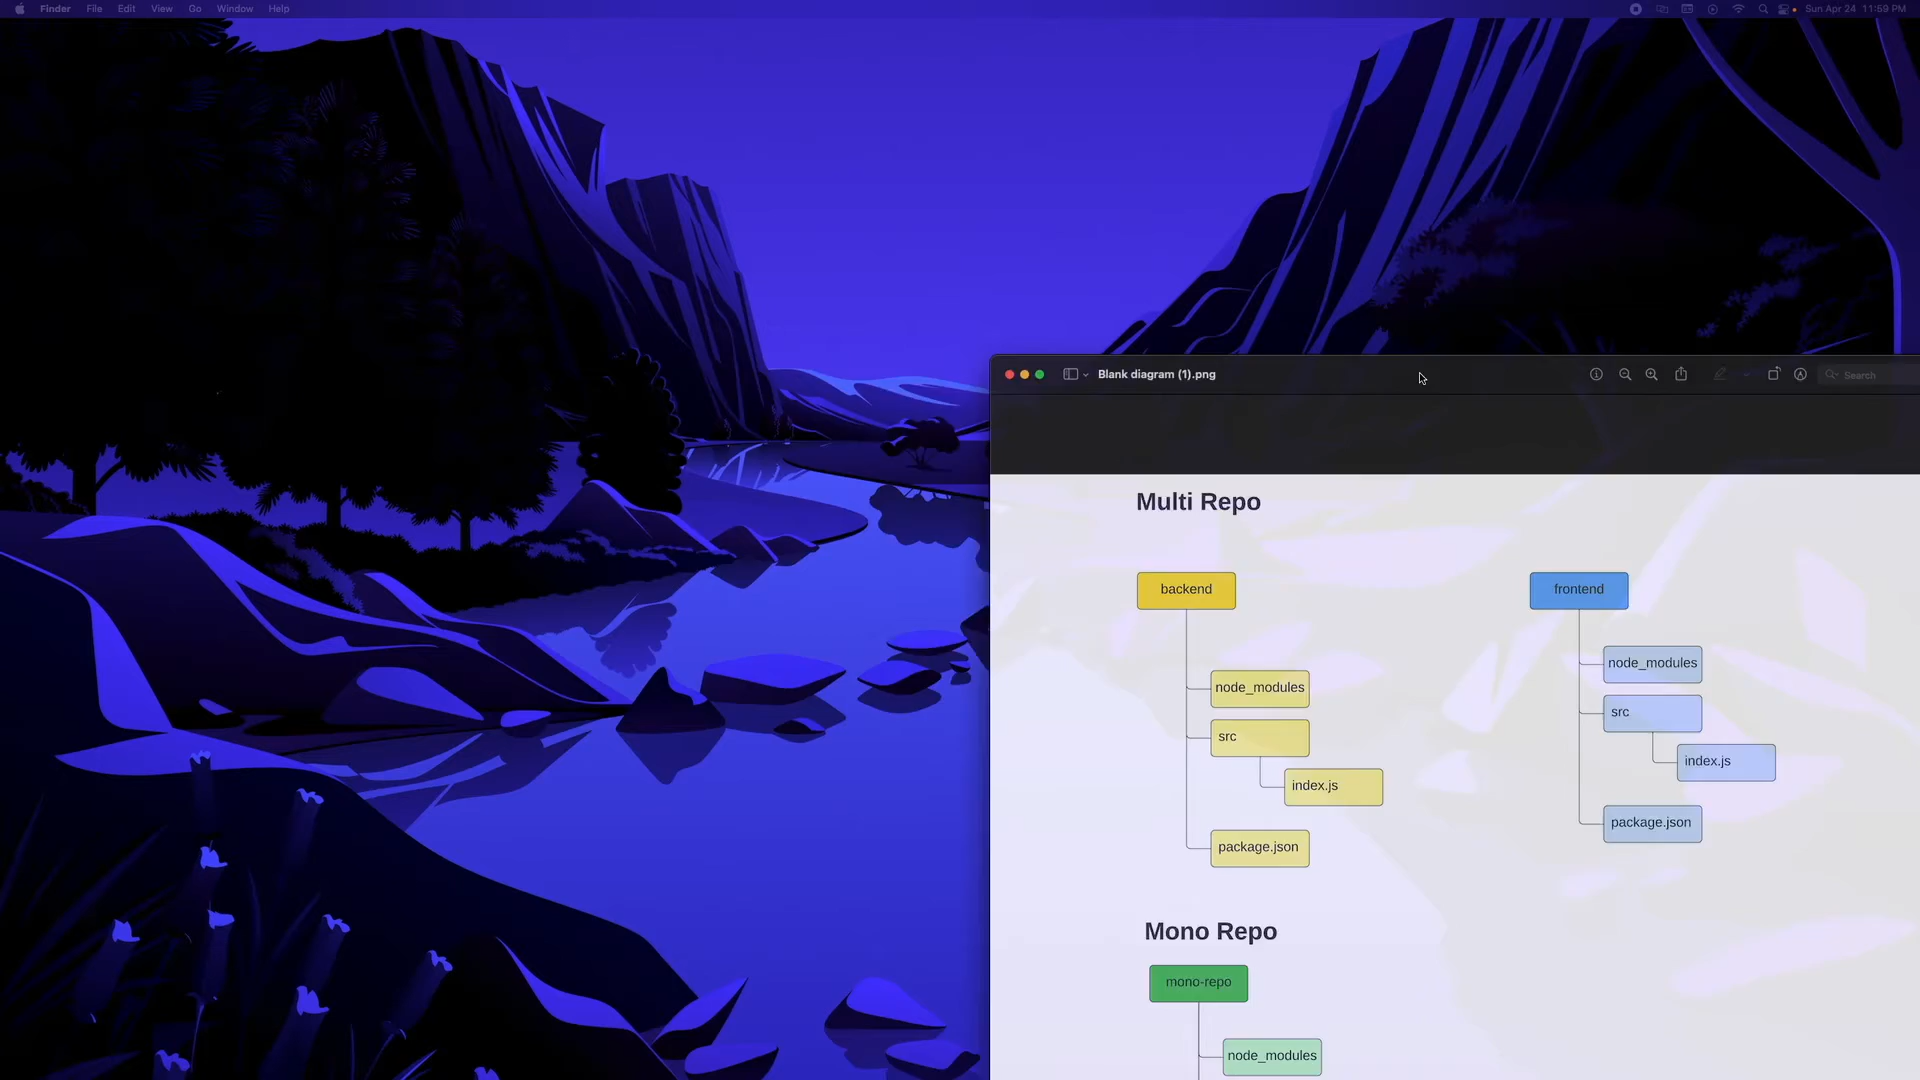 Finder File Edit View Go Window Help
Sun Apr 24 11:59 PM
Blank diagram (1).png
Search
Multi Repo
backend
frontend
node_modules
src
index.js
package.json
node_modules
src
index.js
package.json
Mono Repo
mono-repo
node_modules